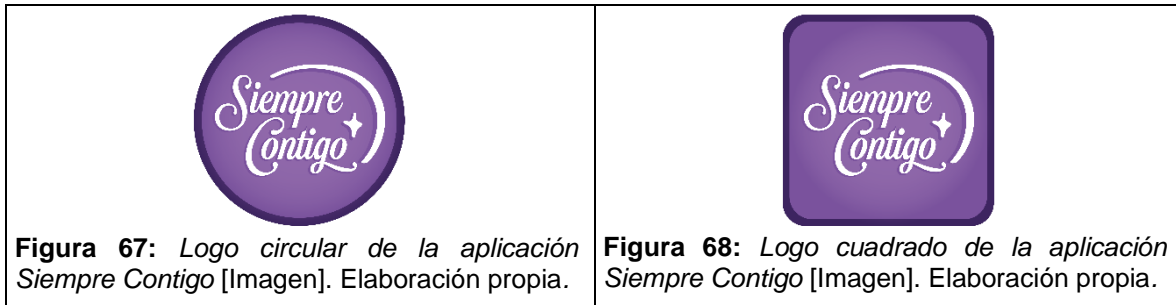 Siempre
Contigo
Figura 67: Logo circular de la aplicación
Siempre Contigo [Imagen]. Elaboración propia.
Siempre
Contigo
Figura 68: Logo cuadrado de la aplicación
Siempre Contigo [Imagen]. Elaboración propia.